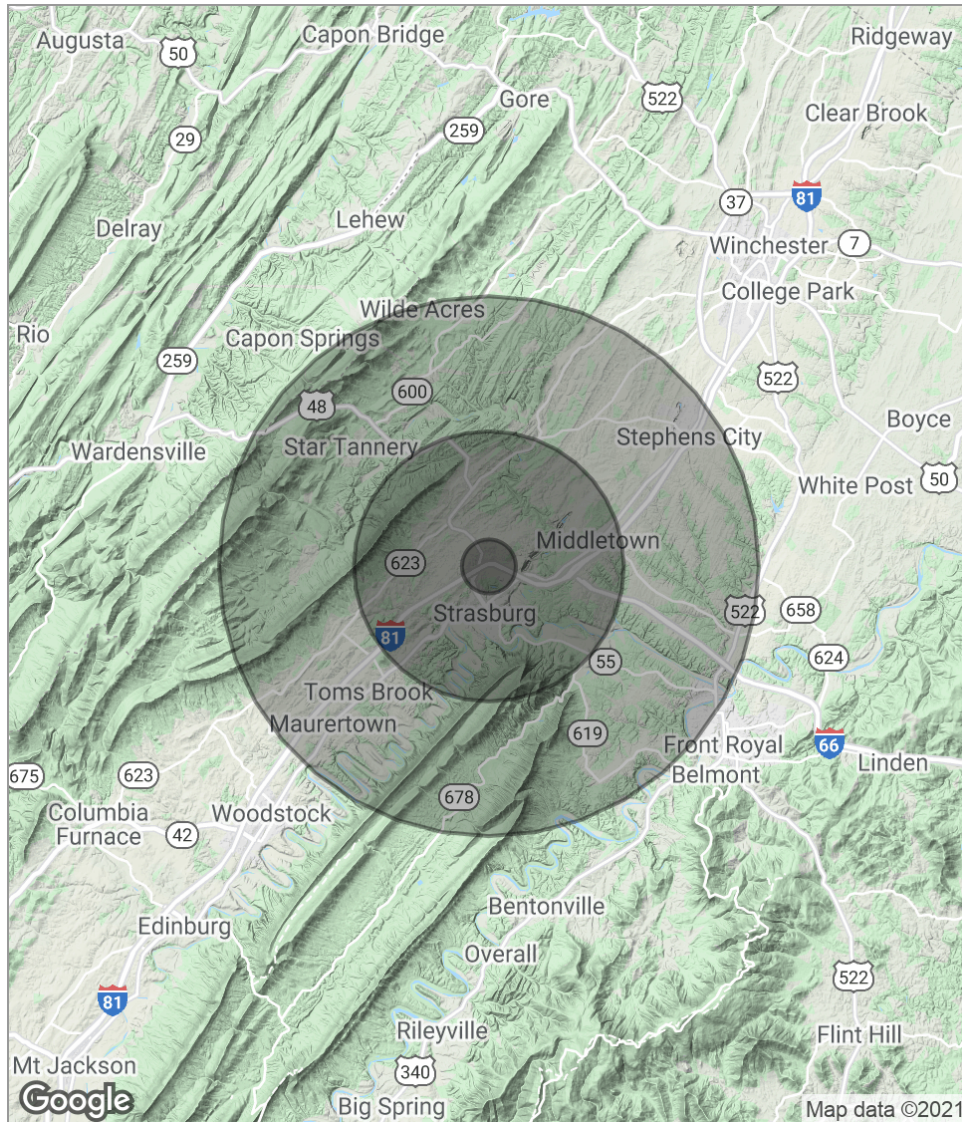 Augusta
50
Capon Bridge
Ridgeway
522
Gore
Clear Brook
259
29
37
81
Lehew
Delray
Winchester
7
College Park
Wilde Acres
Rio
Capon Springs
259
522
600
48
Boyce
Star Tannery
Stephens City
Wardensville
White Post
50
Middletown
623
Strasburg
522
658
81
55
624
Toms Brook
Maurertown
619
Front Royal
66
Belmont
Linden
675
623
678
Columbia
Furnace
42
Woodstock
Bentonville
Edinburg
Overall
522
81
Rileyville
Flint Hill
Mt Jackson
340
Google
Big Spring
Map data ©2021